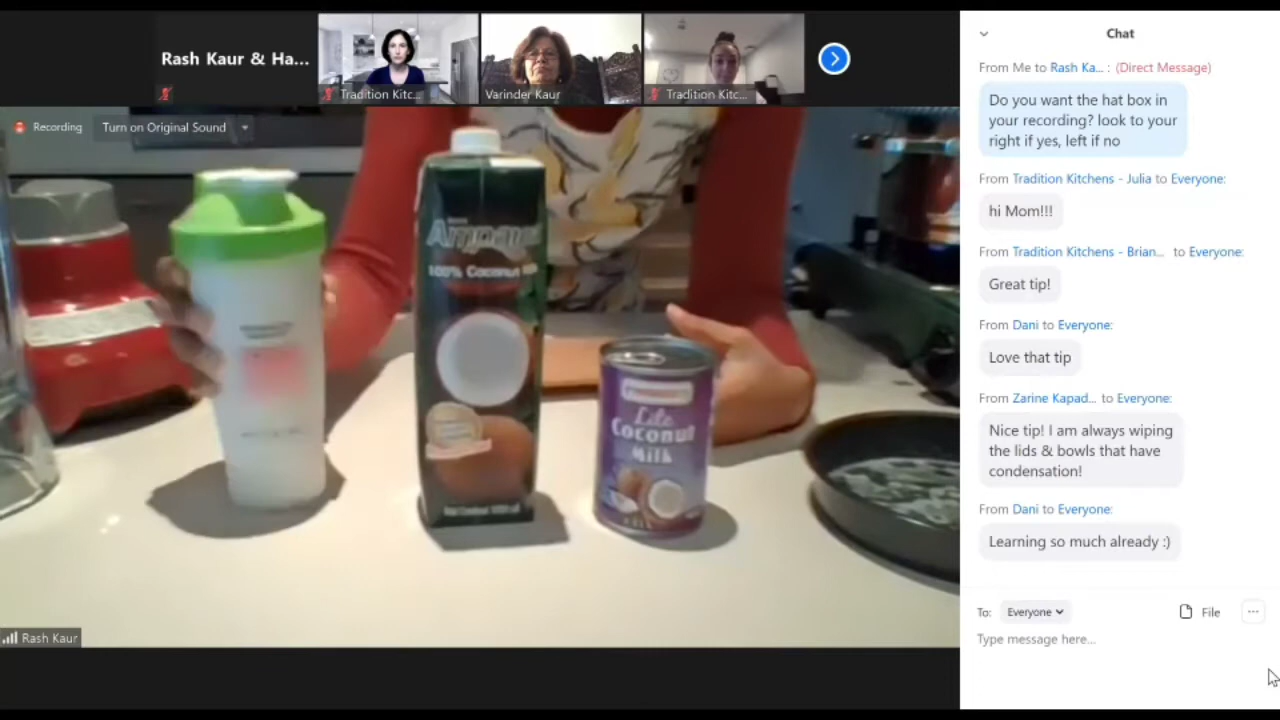 Rash Kaur & Ha...
Tradition Kitc...
Varinder Kaur
Tradition Kitc...
Recording
Turn on Original Sound
100% Coconut
Lite
Coconut
Milk
Rash Kaur
Chat
From Me to Rash Ka... : (Direct Message)
Do you want the hat box in
your recording? look to your
right if yes, left if no
From Tradition Kitchens - Julia to Everyone:
hi Mom!!!
From Tradition Kitchens - Brian... to Everyone:
Great tip!
From Dani to Everyone:
Love that tip
From Zarine Kapad... to Everyone:
Nice tip! I am always wiping
the lids & bowls that have
condensation!
From Dani to Everyone:
Learning so much already :)
To: Everyone
File
Type message here...